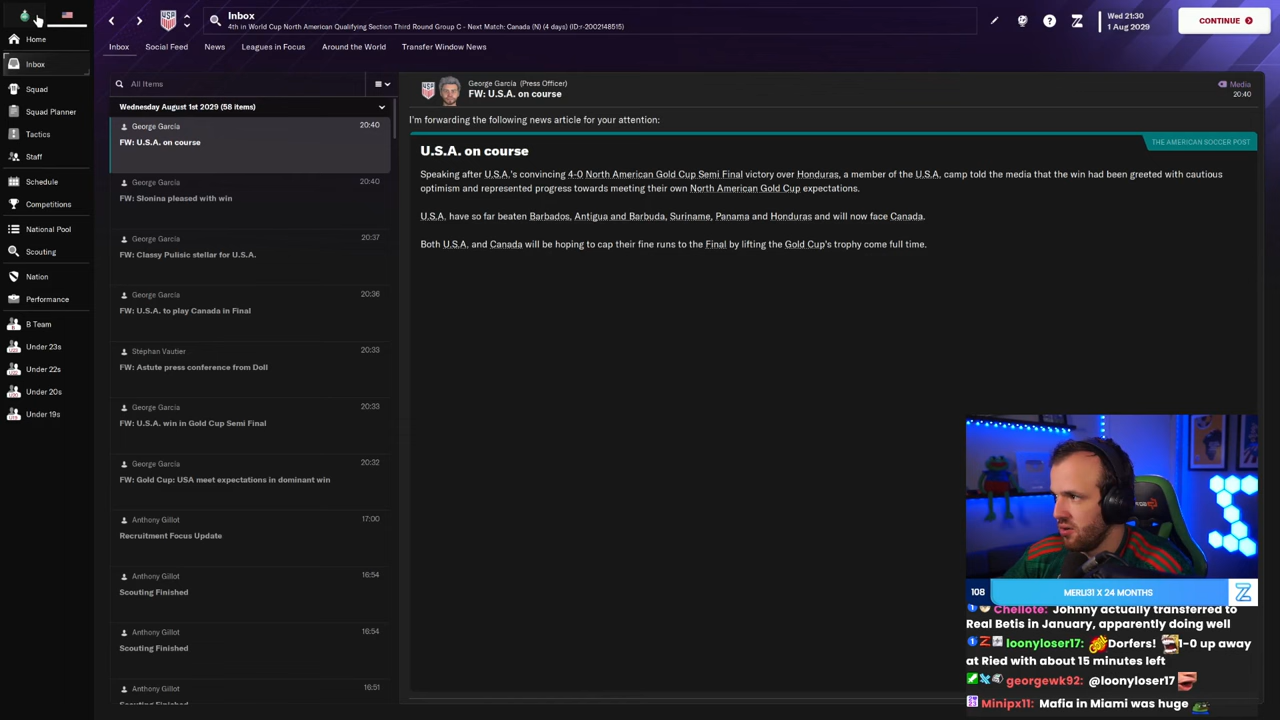 Inbox
4th in World Cup North American Qualifying Section Third Round Group C - Next Match: Canada (N) (4 days) (ID:r-2002148515)
Wed 21:30
1 Aug 2029
CONTINUE
Inbox
Social Feed
News
Leagues in Focus
Around the World
Transfer Window News
Home
Inbox
Squad
Squad Planner
Tactics
Staff
Schedule
Competitions
National Pool
Scouting
Nation
Performance
B Team
Under 23s
Under 22s
Under 20s
Under 19s
All Items
Wednesday August 1st 2029 (58 items)
George García
20:40
FW: U.S.A. on course
George García
20:40
FW: Slonina pleased with win
George García
20:37
FW: Classy Pulisic stellar for U.S.A.
George García
20:36
FW: U.S.A. to play Canada in Final
Stéphan Vautier
20:33
FW: Astute press conference from Doll
George García
20:33
FW: U.S.A. win in Gold Cup Semi Final
George García
20:32
FW: Gold Cup: USA meet expectations in dominant win
Anthony Gillot
17:00
Recruitment Focus Update
Anthony Gillot
16:54
Scouting Finished
Anthony Gillot
16:54
Scouting Finished
Anthony Gillot
16:51
Scouting Finished
George García (Press Officer)
FW: U.S.A. on course
Media
20:40
I'm forwarding the following news article for your attention:
THE AMERICAN SOCCER POST
U.S.A. on course
Speaking after U.S.A.'s convincing 4-0 North American Gold Cup Semi Final victory over Honduras, a member of the U.S.A. camp told the media that the win had been greeted with cautious
optimism and represented progress towards meeting their own North American Gold Cup expectations.
U.S.A. have so far beaten Barbados, Antigua and Barbuda, Suriname, Panama and Honduras and will now face Canada.
Both U.S.A. and Canada will be hoping to cap their fine runs to the Final by lifting the Gold Cup's trophy come full time.
108
MERLI31 X 24 MONTHS
Chellote: Johnny actually transferred to
Real Betis in January, apparently doing well
loonyloser17: Dorfers! 1-0 up away
at Ried with about 15 minutes left
georgewk92: @loonyloser17
Minipx11: Mafia in Miami was huge